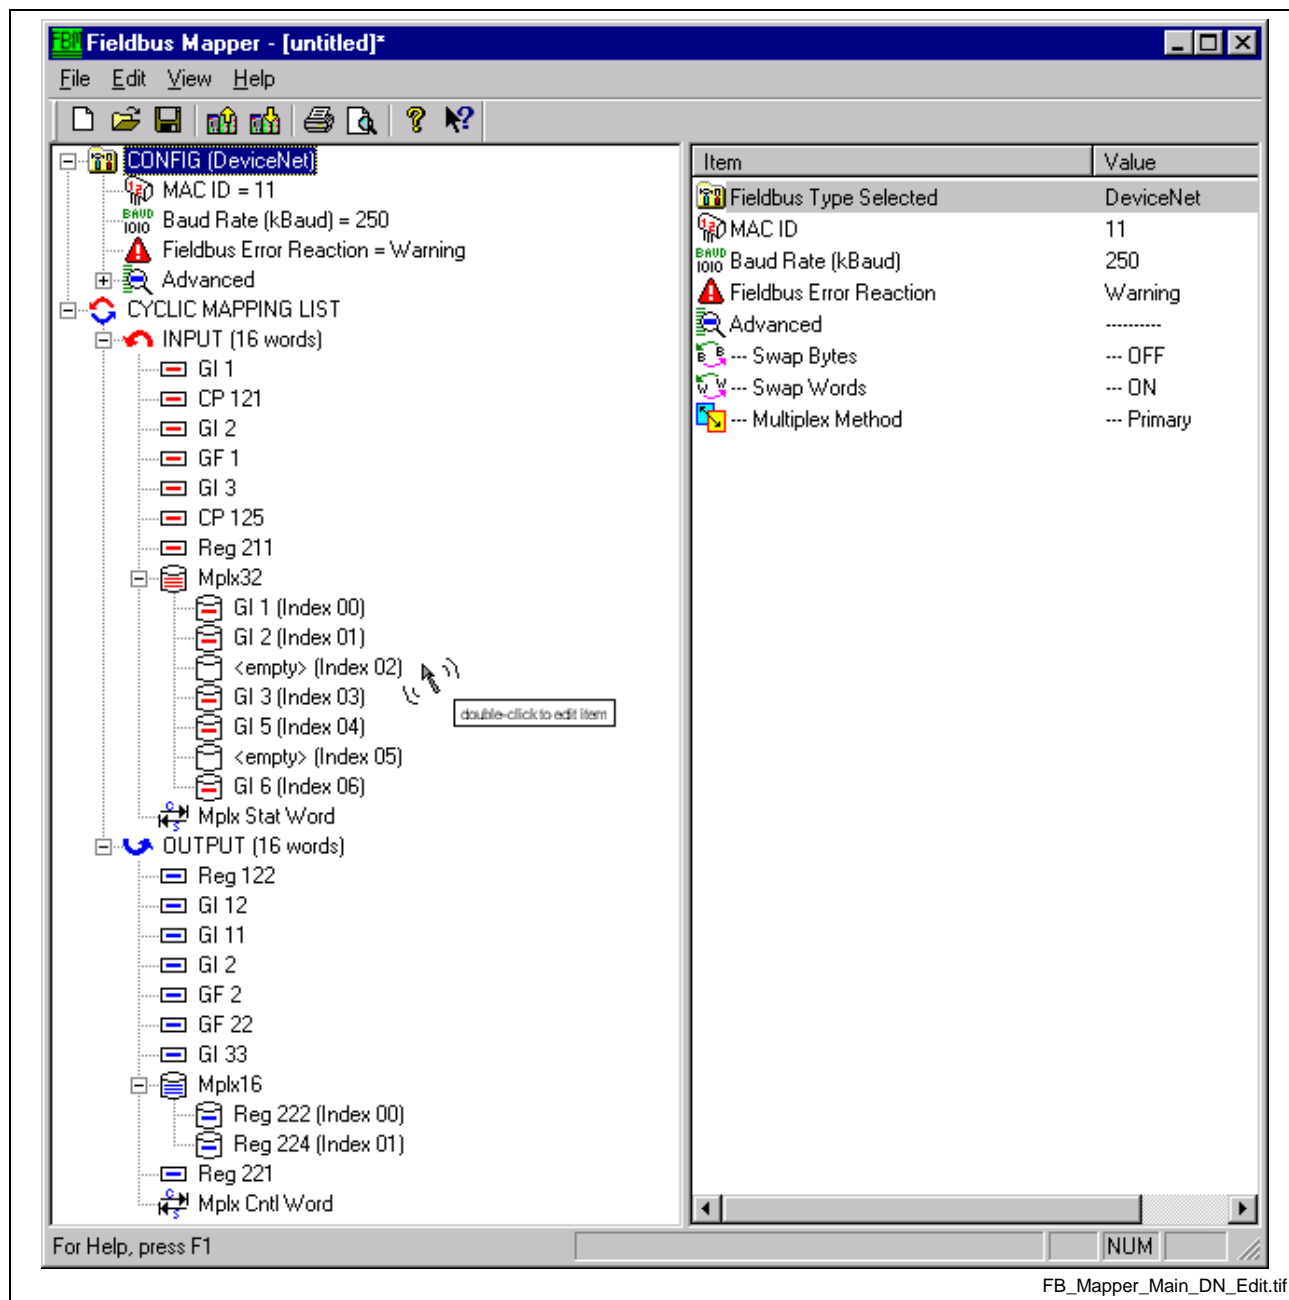 FBM Fieldbus Mapper - [untitled]*
File Edit View Help
CONFIG (DeviceNet)
MAC ID = 11
BAUD 1010 Baud Rate (kBaud) = 250
Fieldbus Error Reaction = Warning
Advanced
CYCLIC MAPPING LIST
INPUT (16 words)
GI 1
CP 121
GI 2
GF 1
GI 3
CP 125
Reg 211
Mplx32
GI 1 (Index 00)
GI 2 (Index 01)
<empty> (Index 02)
GI 3 (Index 03)
double-click to edit item
GI 5 (Index 04)
<empty> (Index 05)
GI 6 (Index 06)
Mplx Stat Word
OUTPUT (16 words)
Reg 122
GI 12
GI 11
GI 2
GF 2
GF 22
GI 33
Mplx16
Reg 222 (Index 00)
Reg 224 (Index 01)
Reg 221
Mplx Cntl Word
Item Value
Fieldbus Type Selected DeviceNet
MAC ID 11
BAUD 1010 Baud Rate (kBaud) 250
Fieldbus Error Reaction Warning
Advanced ---------
--- Swap Bytes --- OFF
--- Swap Words --- ON
--- Multiplex Method --- Primary
For Help, press F1 NUM
FB_Mapper_Main_DN_Edit.tif